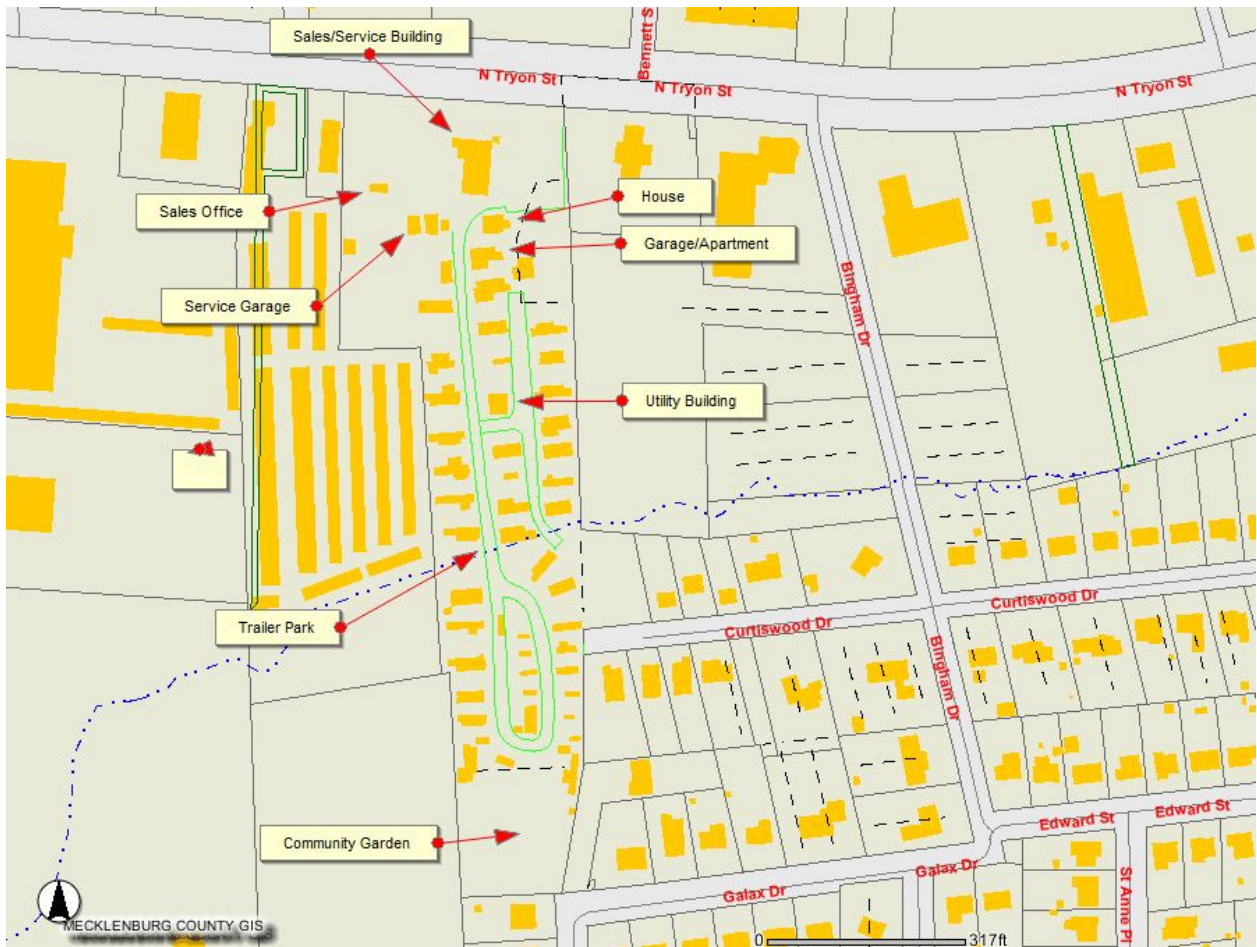 Sales/Service Building
Bennett S
N Tryon St
N Tryon St
N Tryon St
House
Sales Office
Garage/Apartment
Service Garage
Bingham Dr
Utility Building
Trailer Park
Curtiswood Dr
Curtiswood Dr
Bingham Dr
Edward St
Edward St
Community Garden
Galax Dr
Galax Dr
St Anne Pl
MECKLENBURG COUNTY GIS
0 317ft